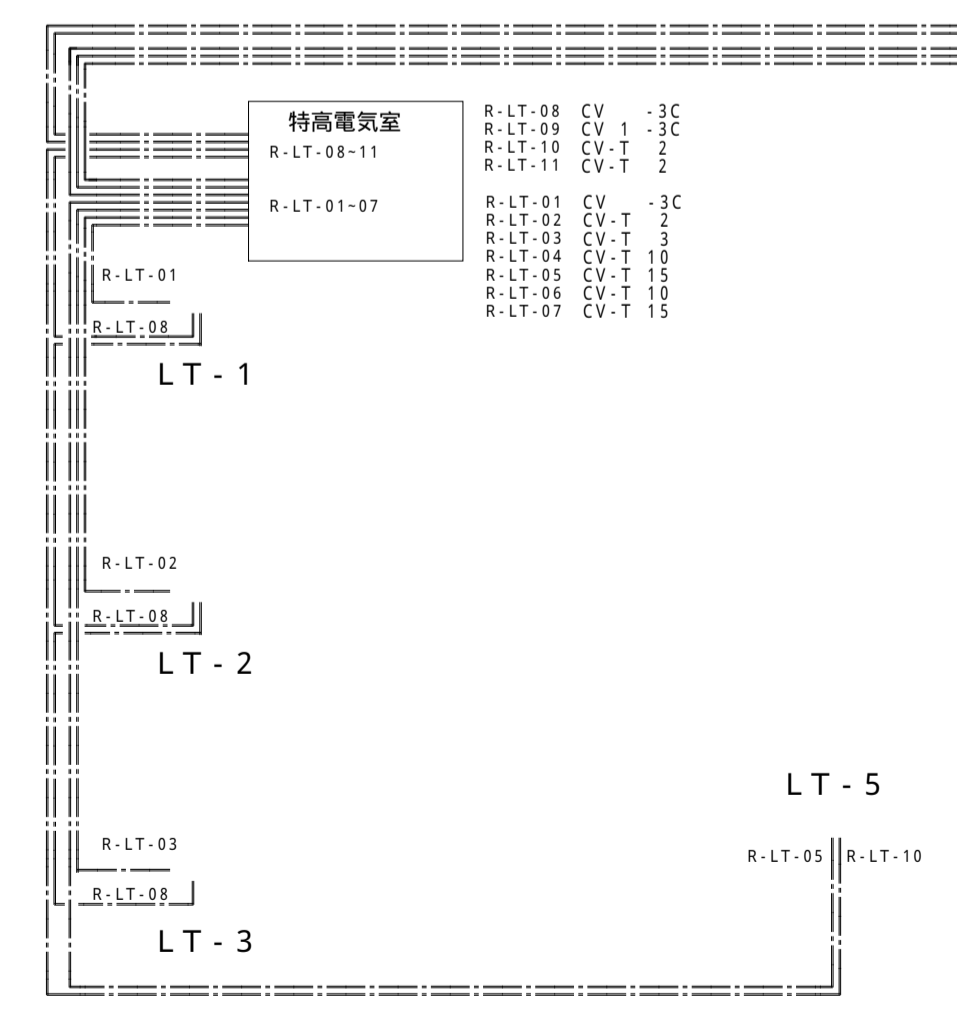 特高電気室
R-LT-08~11
R-LT-01~07
R-LT-08 CV -3C
R-LT-09 CV 1 -3C
R-LT-10 CV-T 2
R-LT-11 CV-T 2
R-LT-01 CV -3C
R-LT-02 CV-T 2
R-LT-03 CV-T 3
R-LT-04 CV-T 10
R-LT-05 CV-T 15
R-LT-06 CV-T 10
R-LT-07 CV-T 15
R-LT-01
R-LT-08
LT-1
R-LT-02
R-LT-08
LT-2
R-LT-03
R-LT-08
LT-3
LT-5
R-LT-05 R-LT-10